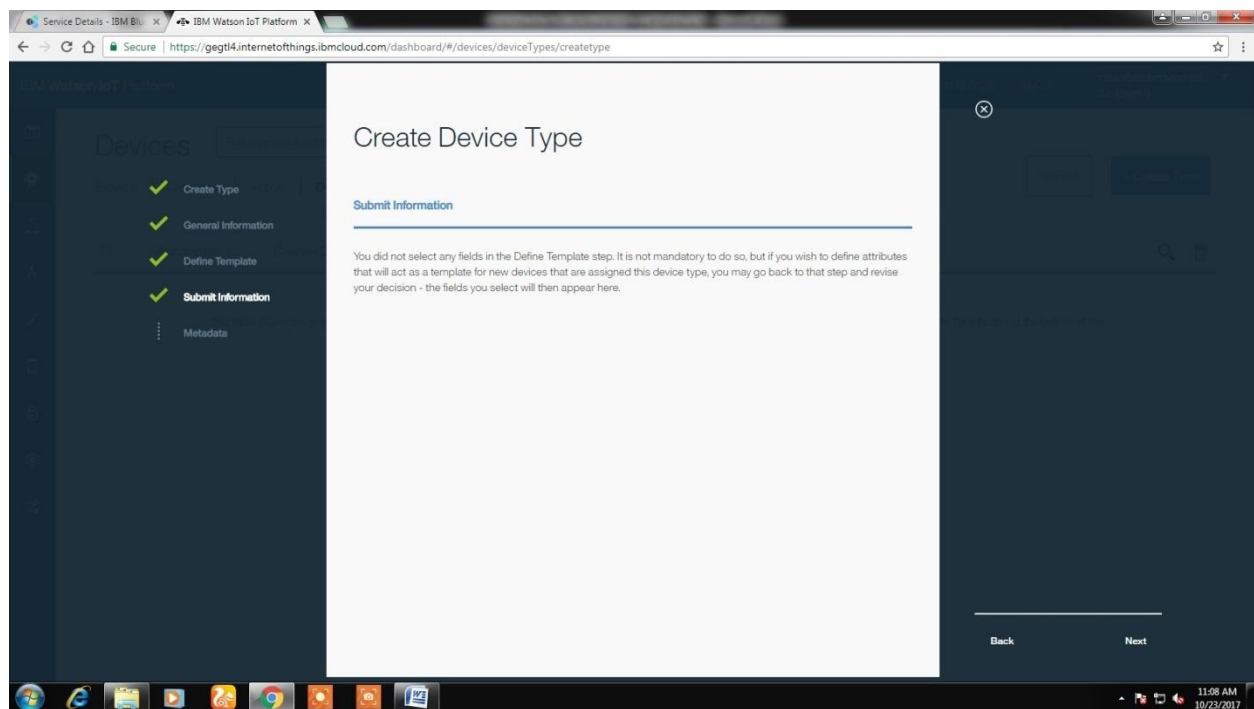 Service Details - IBM Blu
IBM Watson IoT Platform
Secure | https://gegtl4.internetofthings.ibmcloud.com/dashboard/#/devices/deviceTypes/createtype
IBM Watson IoT Platform
Devices
Create Device Type
Create Type
General Information
Define Template
Submit Information
Metadata
Submit Information
You did not select any fields in the Define Template step. It is not mandatory to do so, but if you wish to define attributes
that will act as a template for new devices that are assigned this device type, you may go back to that step and revise
your decision - the fields you select will then appear here.
Back
Next
11:08 AM
10/23/2017